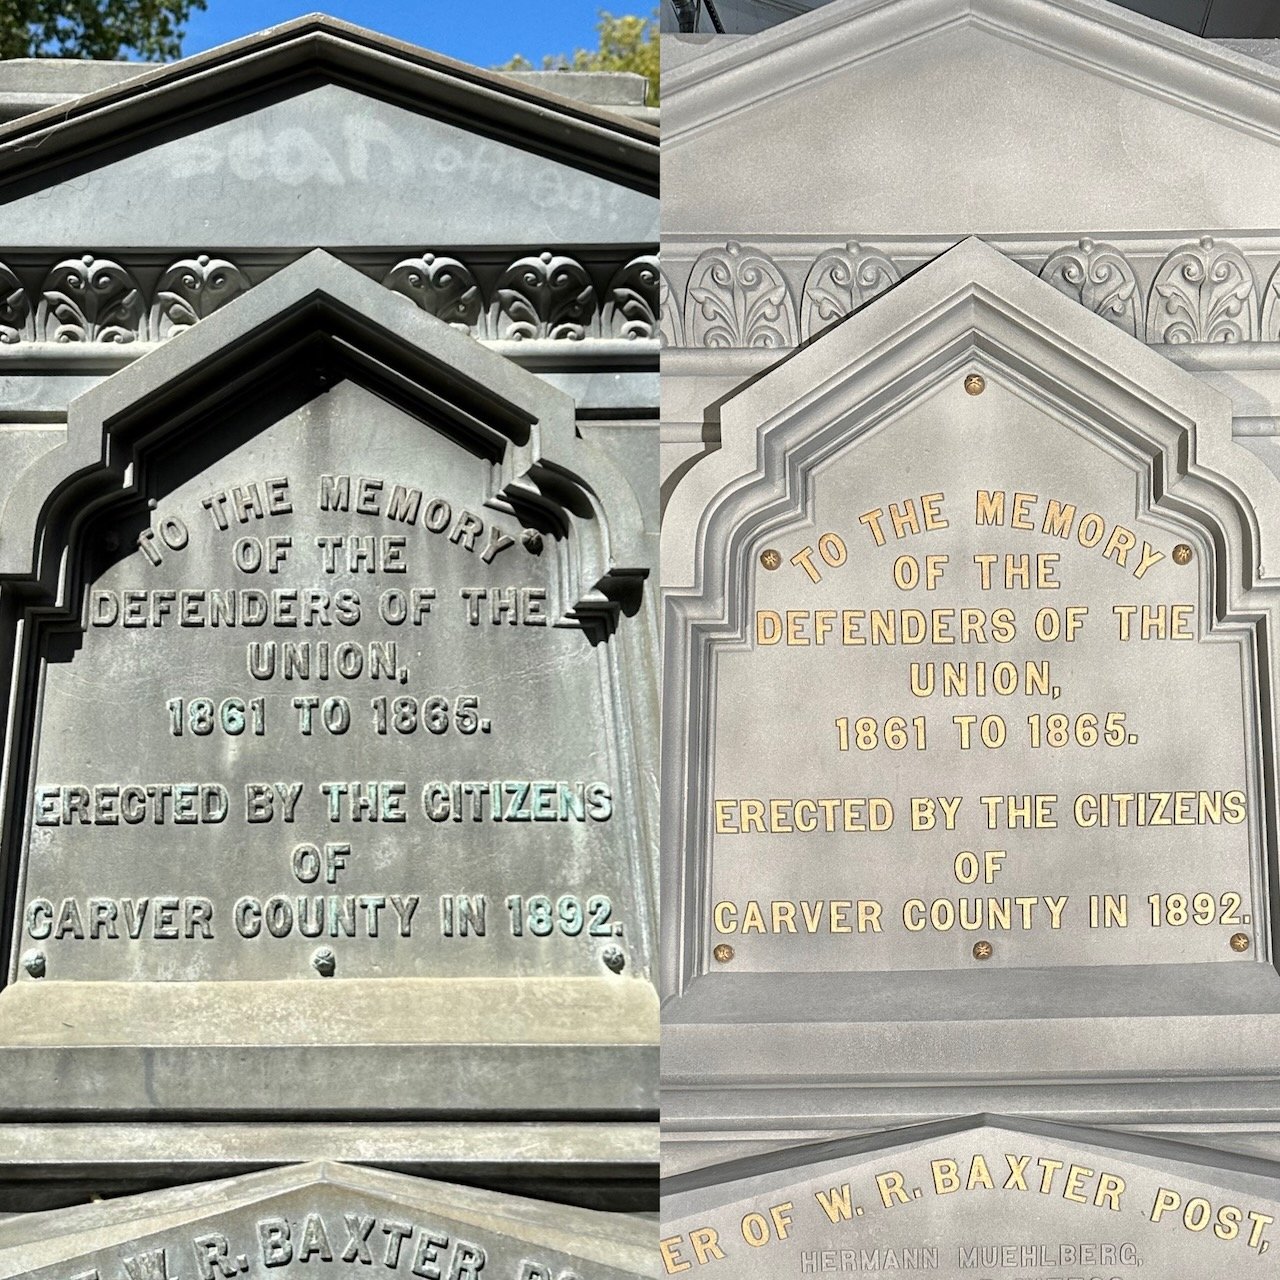 TO THE MEMORY
OF THE
DEFENDERS OF THE
UNION,
1861 TO 1865.
ERECTED BY THE CITIZENS
OF
CARVER COUNTY IN 1892.
W. R. BAXTER
TO THE MEMORY
OF THE
DEFENDERS OF THE
UNION,
1861 TO 1865.
ERECTED BY THE CITIZENS
OF
CARVER COUNTY IN 1892.
ER OF W. R. BAXTER POST,
HERMANN MUEHLBERG,